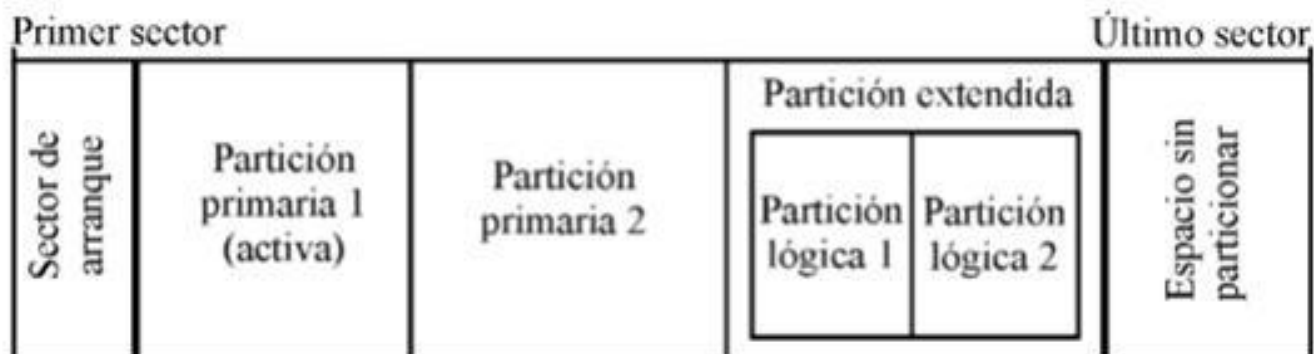 Primer sector
Último sector
Sector de
arranque
Partición
primaria 1
(activa)
Partición
primaria 2
Partición extendida
Partición
lógica 1
Partición
lógica 2
Espacio sin
particionar